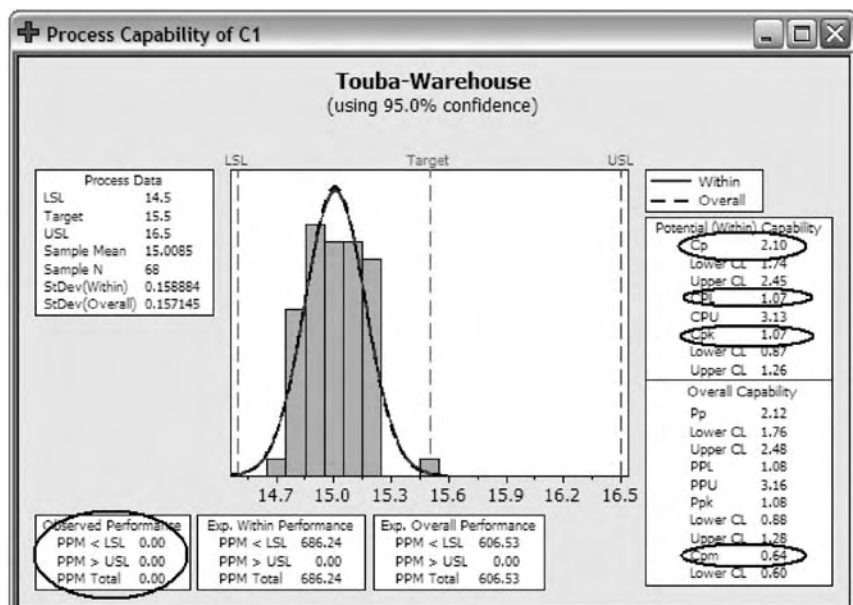 Process Capability of C1
Touba-Warehouse
(using 95.0% confidence)
LSL Target USL
Process Data
LSL 14.5
Target 15.5
USL 16.5
Sample Mean 15.0085
Sample N 68
StDev(Within) 0.158884
StDev(Overall) 0.157145
Within
Overall
Potential (Within) Capability
Cp 2.10
Lower CL 1.74
Upper CL 2.45
CPL 1.07
CPU 3.13
Cpk 1.07
Lower CL 0.87
Upper CL 1.26
Overall Capability
Pp 2.12
Lower CL 1.76
Upper CL 2.48
PPL 1.08
PPU 3.16
Ppk 1.08
Lower CL 0.88
Upper CL 1.28
Cpm 0.64
Lower CL 0.60
14.7 15.0 15.3 15.6 15.9 16.2 16.5
Observed Performance
PPM < LSL 0.00
PPM > USL 0.00
PPM Total 0.00
Exp. Within Performance
PPM < LSL 686.24
PPM > USL 0.00
PPM Total 686.24
Exp. Overall Performance
PPM < LSL 606.53
PPM > USL 0.00
PPM Total 606.53